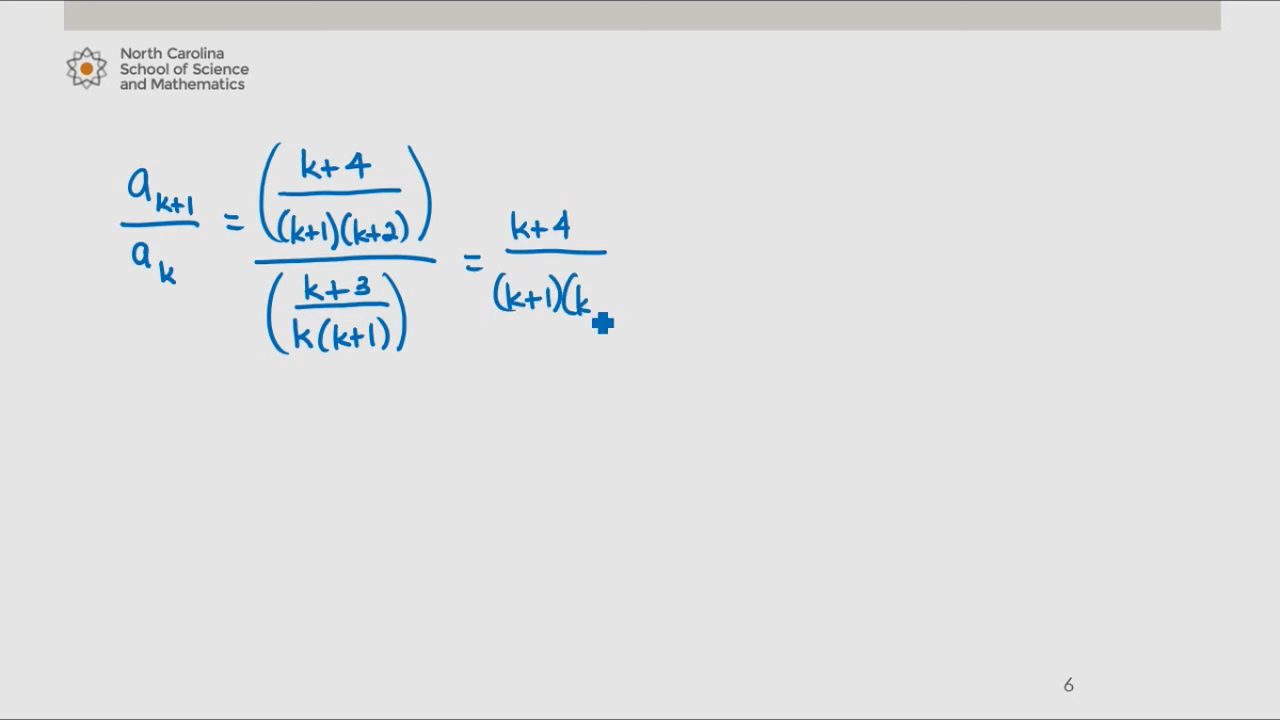 North Carolina
School of Science
and Mathematics
a_{k+1} / a_k = ( (k+4) / ((k+1)(k+2)) ) / ( (k+3) / (k(k+1)) ) = (k+4) / ((k+1)(k
6